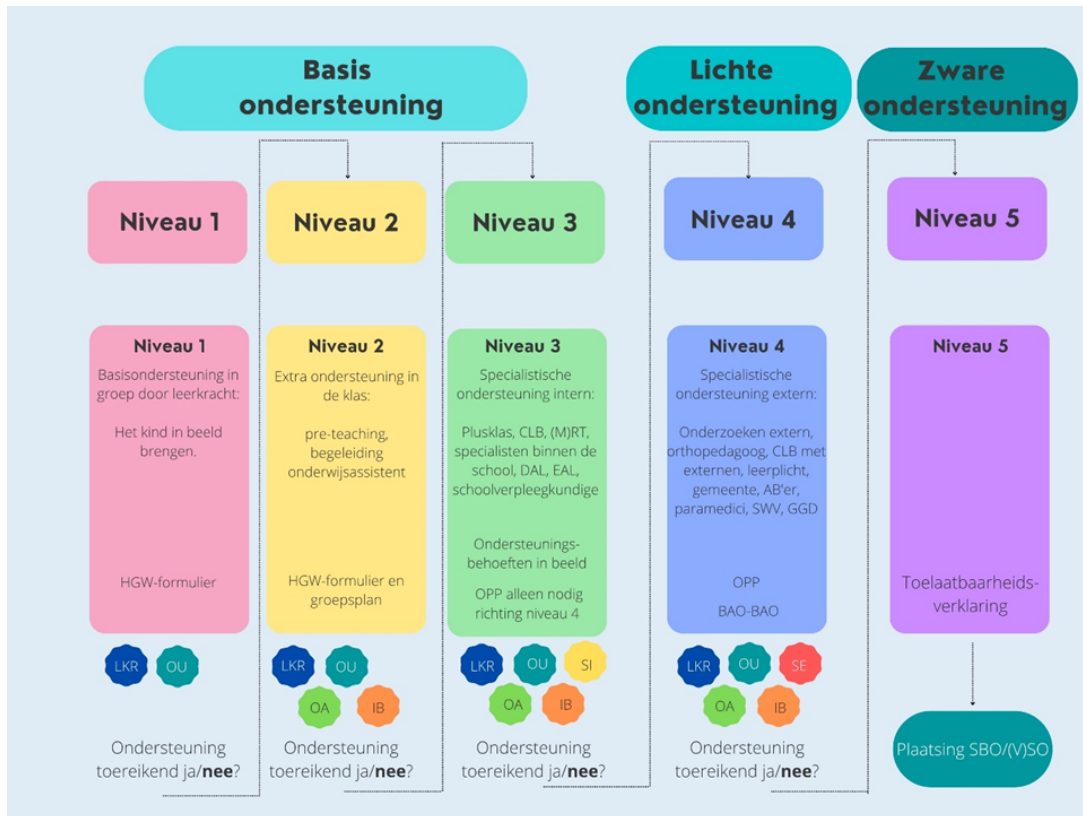 Basis
ondersteuning
Lichte
ondersteuning
Zware
ondersteuning
Niveau 1
Niveau 2
Niveau 3
Niveau 4
Niveau 5
Niveau 1
Basisondersteuning in
groep door leerkracht:
Het kind in beeld
brengen.
HGW-formulier
Niveau 2
Extra ondersteuning in
de klas:
pre-teaching,
begeleiding
onderwijsassistent
HGW-formulier en
groepsplan
Niveau 3
Specialistische
ondersteuning intern:
Plusklas, CLB, (M)RT,
specialisten binnen de
school, DAL, EAL,
schoolverpleegkundige
Ondersteunings-
behoeften in beeld
OPP alleen nodig
richting niveau 4
Niveau 4
Specialistische
ondersteuning extern:
Onderzoeken extern,
orthopedagoog, CLB met
externen, leerplicht,
gemeente, AB'er,
paramedici, SWV, GGD
OPP
BAO-BAO
Niveau 5
Toelaatbaarheids-
verklaring
LKR OU
LKR OU
OA IB
LKR OU SI
OA IB
LKR OU SE
OA IB
Ondersteuning
toereikend ja/nee?
Ondersteuning
toereikend ja/nee?
Ondersteuning
toereikend ja/nee?
Ondersteuning
toereikend ja/nee?
Plaatsing SBO/(V)SO